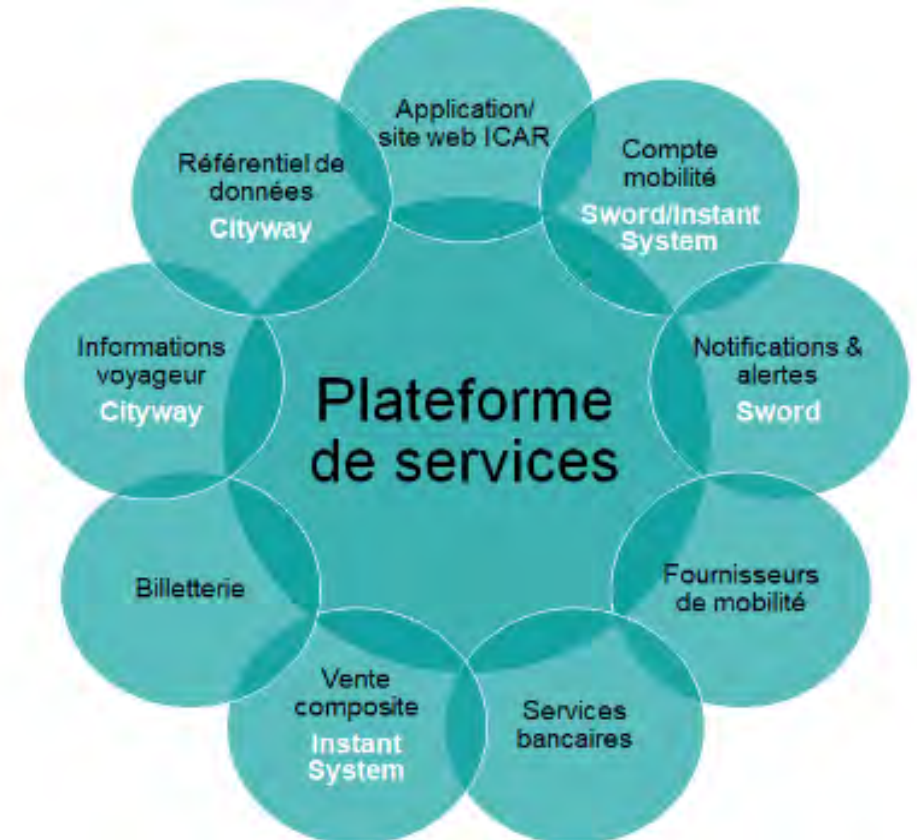 Application/
site web ICAR
Compte
mobilité
Sword/Instant
System
Notifications &
alertes
Sword
Fournisseurs
de mobilité
Services
bancaires
Vente
composite
Instant
System
Billetterie
Informations
voyageur
Cityway
Référentiel de
données
Cityway
Plateforme
de services